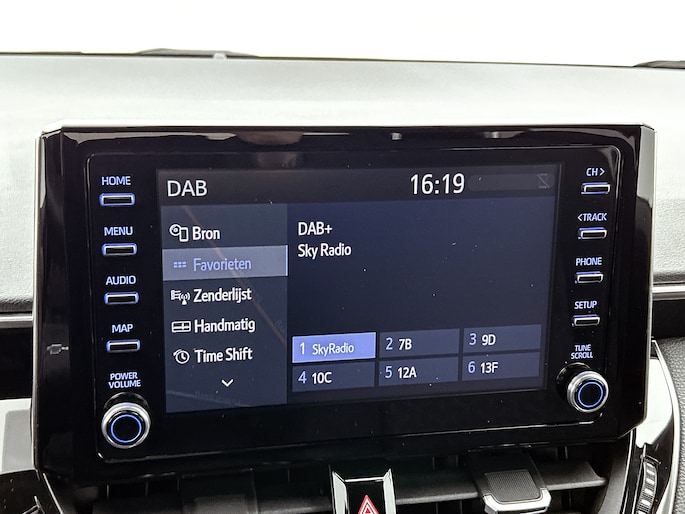 HOME
MENU
AUDIO
MAP
POWER
VOLUME
DAB
16:19
Bron
Favorieten
Zenderlijst
Handmatig
Time Shift
DAB+
Sky Radio
1 SkyRadio
2 7B
3 9D
4 10C
5 12A
6 13F
CH >
< TRACK
PHONE
SETUP
TUNE
SCROLL